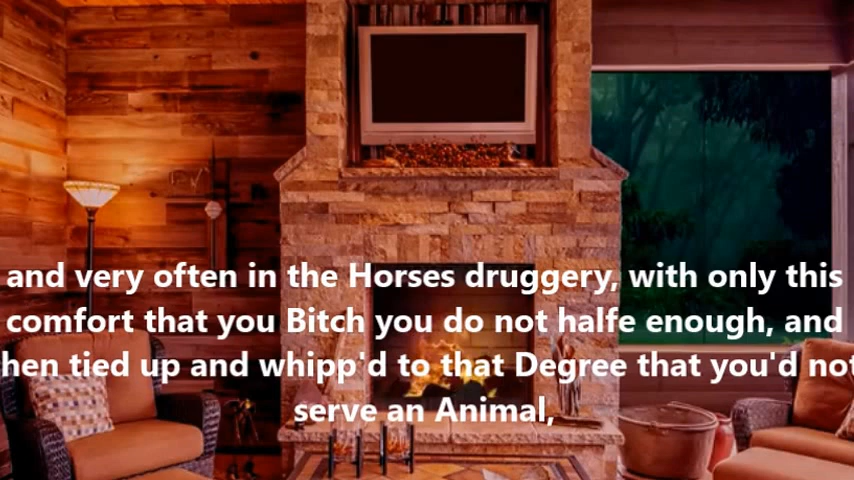 and very often in the Horses druggery, with only this
comfort that you Bitch you do not halfe enough, and
hen tied up and whipp'd to that Degree that you'd not
serve an Animal,